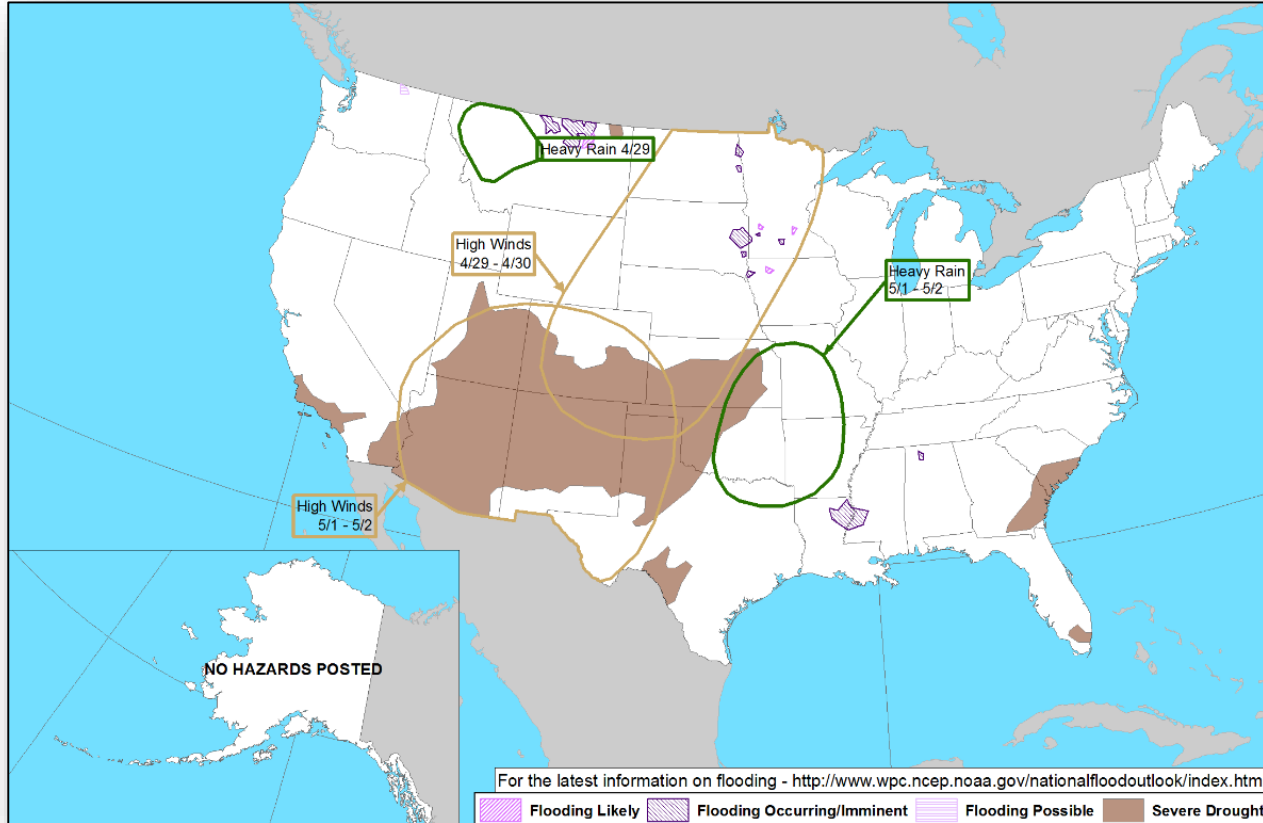 Heavy Rain 4/29
High Winds
4/29 - 4/30
Heavy Rain
5/1 - 5/2
High Winds
5/1 - 5/2
NO HAZARDS POSTED
For the latest information on flooding - http://www.wpc.ncep.noaa.gov/nationalfloodoutlook/index.htm
Flooding Likely
Flooding Occurring/Imminent
Flooding Possible
Severe Drought